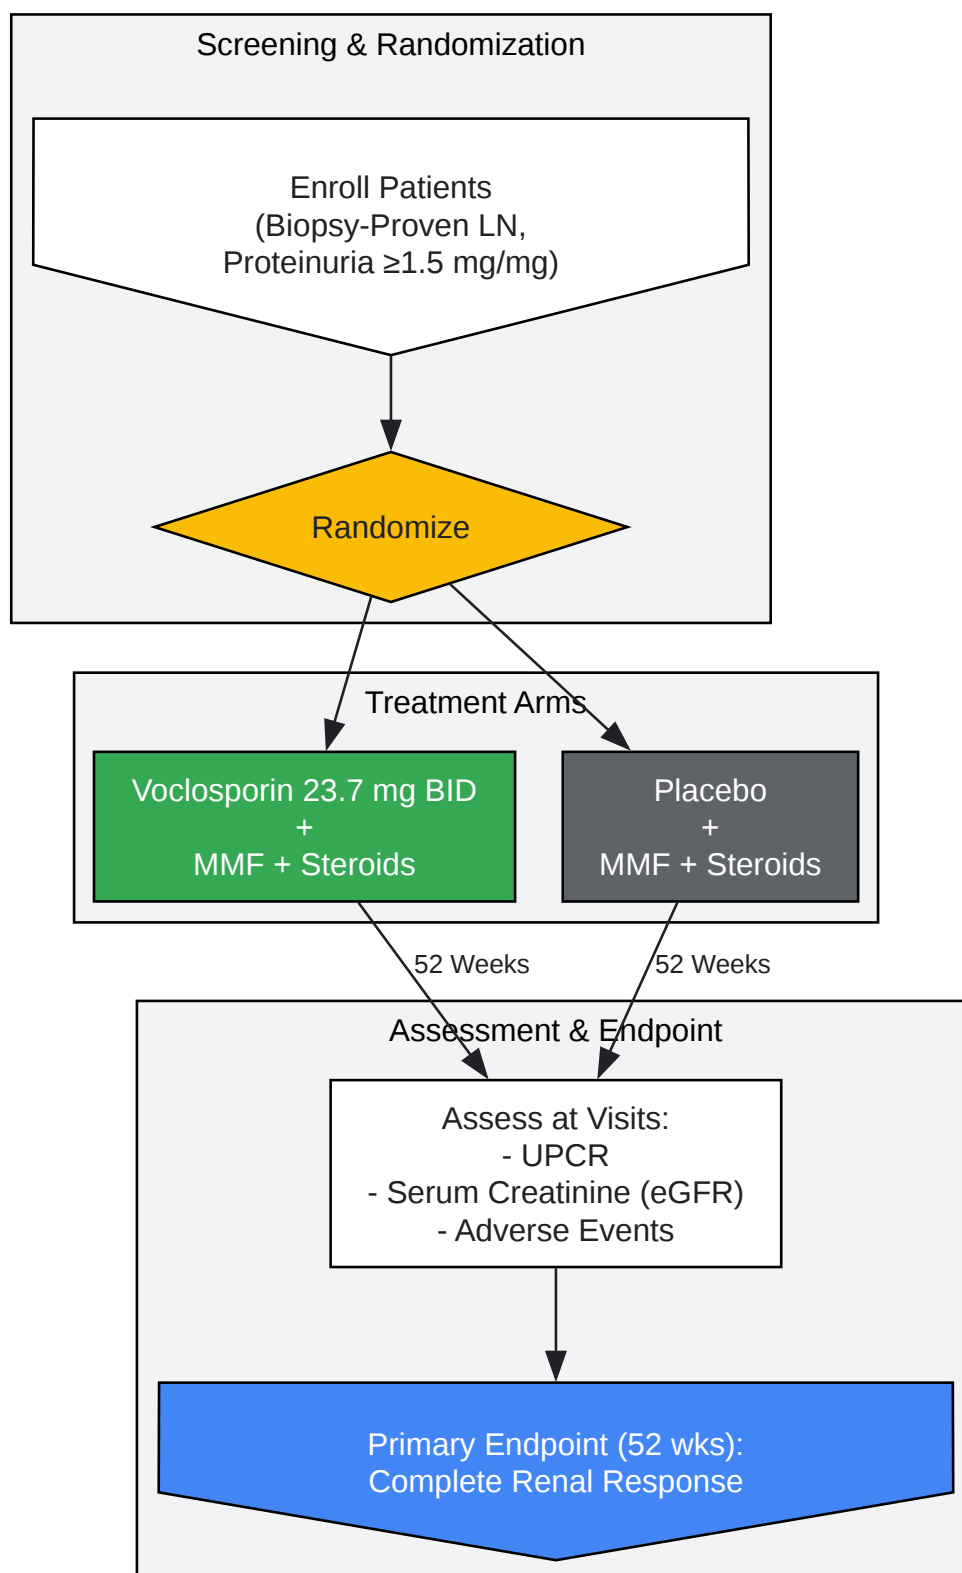 Screening & Randomization
Enroll Patients
(Biopsy-Proven LN,
Proteinuria ≥1.5 mg/mg)
Randomize
Treatment Arms
Voclosporin 23.7 mg BID
+
MMF + Steroids
Placebo
+
MMF + Steroids
52 Weeks
52 Weeks
Assessment & Endpoint
Assess at Visits:
- UPCR
- Serum Creatinine (eGFR)
- Adverse Events
Primary Endpoint (52 wks):
Complete Renal Response